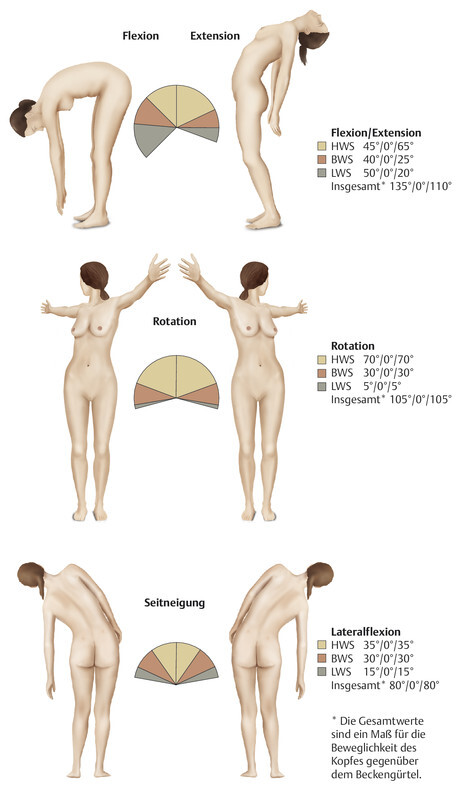 Flexion
Extension
Flexion/Extension
HWS 45°/0°/65°
BWS 40°/0°/25°
LWS 50°/0°/20°
Insgesamt* 135°/0°/110°
Rotation
Rotation
HWS 70°/0°/70°
BWS 30°/0°/30°
LWS 5°/0°/5°
Insgesamt* 105°/0°/105°
Seitneigung
Lateralflexion
HWS 35°/0°/35°
BWS 30°/0°/30°
LWS 15°/0°/15°
Insgesamt* 80°/0°/80°
* Die Gesamtwerte
sind ein Maß für die
Beweglichkeit des
Kopfes gegenüber
dem Beckengürtel.